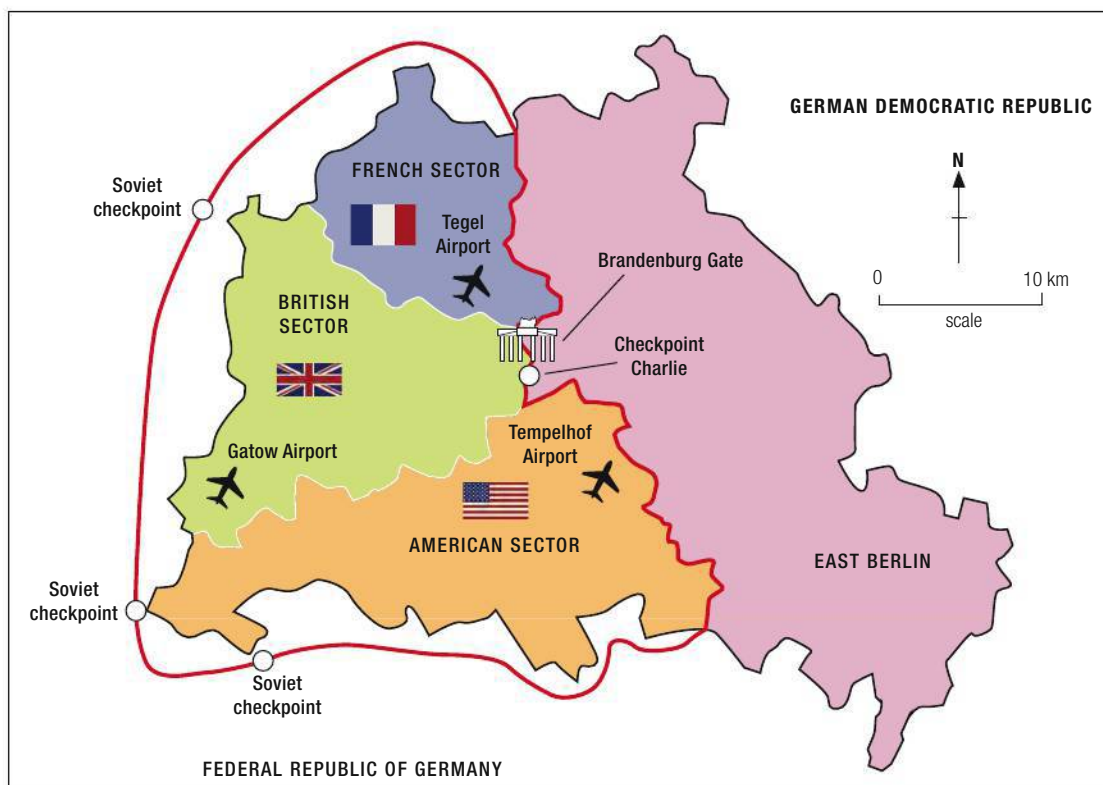 GERMAN DEMOCRATIC REPUBLIC
N
FRENCH SECTOR
Soviet
checkpoint
Tegel
Airport
Brandenburg Gate
0
10 km
scale
BRITISH
SECTOR
Checkpoint
Charlie
Gatow Airport
Tempelhof
Airport
AMERICAN SECTOR
EAST BERLIN
Soviet
checkpoint
Soviet
checkpoint
FEDERAL REPUBLIC OF GERMANY